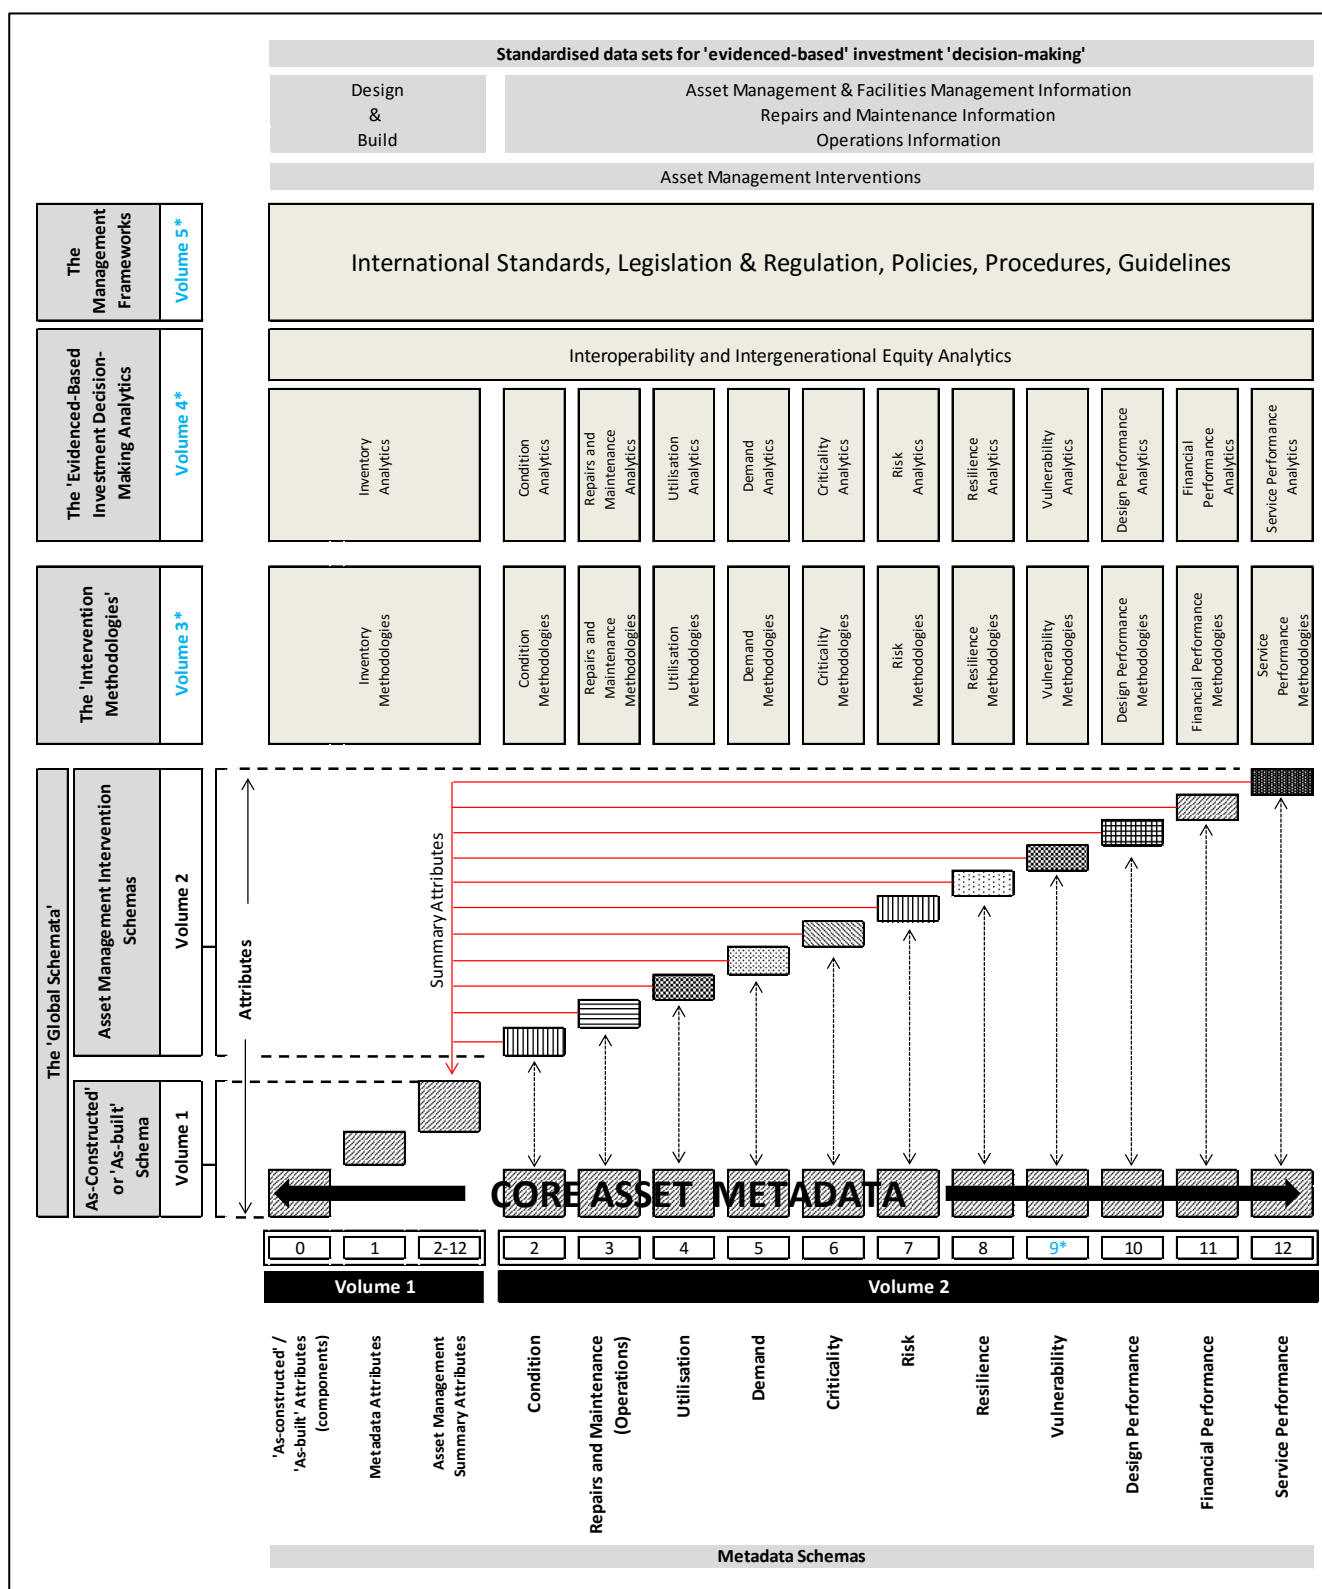 Standardised data sets for 'evidenced-based' investment 'decision-making'
Design
&
Build
Asset Management & Facilities Management Information
Repairs and Maintenance Information
Operations Information
Asset Management Interventions
The
Management
Frameworks
Volume 5*
International Standards, Legislation & Regulation, Policies, Procedures, Guidelines
The 'Evidenced-Based
Investment Decision-
Making Analytics
Volume 4*
Interoperability and Intergenerational Equity Analytics
Inventory
Analytics
Condition
Analytics
Repairs and
Maintenance
Analytics
Utilisation
Analytics
Demand
Analytics
Criticality
Analytics
Risk
Analytics
Resilience
Analytics
Vulnerability
Analytics
Design Performance
Analytics
Financial
Performance
Analytics
Service Performance
Analytics
The 'Intervention
Methodologies'
Volume 3*
Inventory
Methodologies
Condition
Methodologies
Repairs and
Maintenance
Methodologies
Utilisation
Methodologies
Demand
Methodologies
Criticality
Methodologies
Risk
Methodologies
Resilience
Methodologies
Vulnerability
Methodologies
Design Performance
Methodologies
Financial Performance
Methodologies
Service
Performance
Methodologies
The 'Global Schemata'
Asset Management Intervention
Schemas
Volume 2
Attributes
Summary Attributes
As-Constructed'
or 'As-built'
Schema
Volume 1
CORE ASSET METADATA
0
1
2-12
2
3
4
5
6
7
8
9*
10
11
12
Volume 1
Volume 2
'As-constructed' /
'As-built' Attributes
(components)
Metadata Attributes
Asset Management
Summary Attributes
Condition
Repairs and Maintenance
(Operations)
Utilisation
Demand
Criticality
Risk
Resilience
Vulnerability
Design Performance
Financial Performance
Service Performance
Metadata Schemas